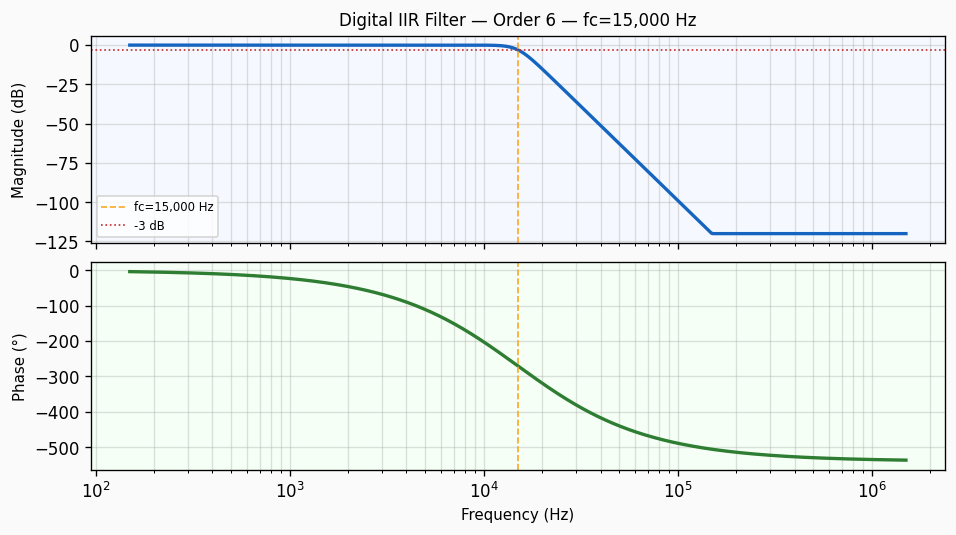 Digital IIR Filter — Order 6 — fc=15,000 Hz
Magnitude (dB)
0
−25
−50
−75
−100
−125
fc=15,000 Hz
-3 dB
Phase (°)
0
−100
−200
−300
−400
−500
10² 10³ 10⁴ 10⁵ 10⁶
Frequency (Hz)